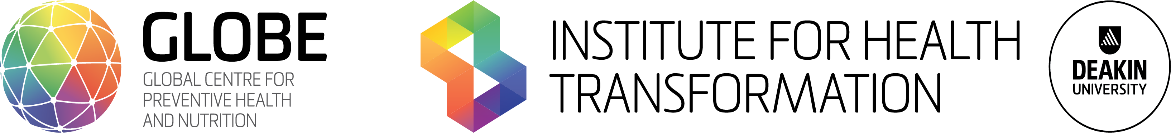 GLOBE
GLOBAL CENTRE FOR
PREVENTIVE HEALTH
AND NUTRITION
INSTITUTE FOR HEALTH
TRANSFORMATION
DEAKIN
UNIVERSITY